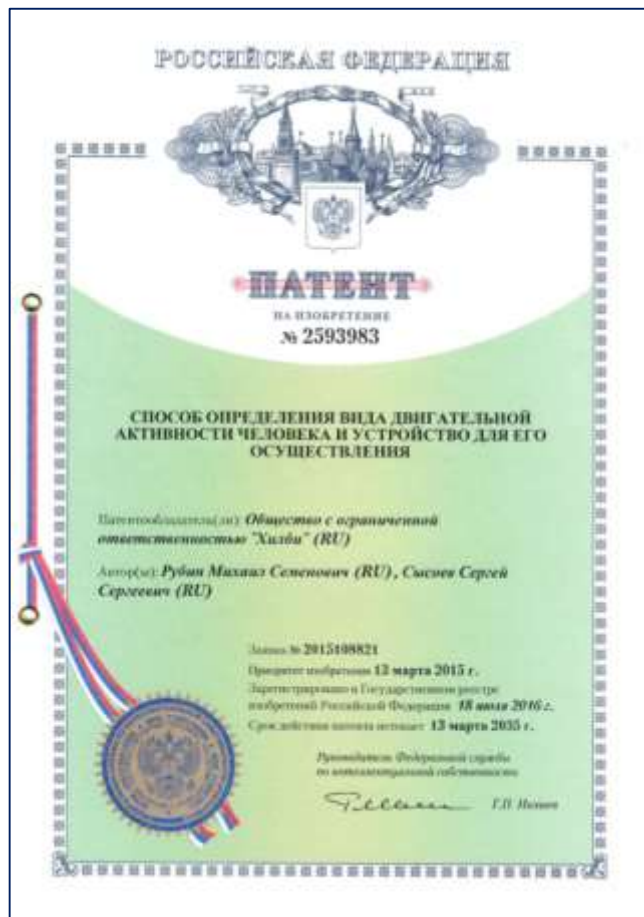 РОССИЙСКАЯ ФЕДЕРАЦИЯ
ПАТЕНТ
НА ИЗОБРЕТЕНИЕ
№ 2593983
СПОСОБ ОПРЕДЕЛЕНИЯ ВИДА ДВИГАТЕЛЬНОЙ
АКТИВНОСТИ ЧЕЛОВЕКА И УСТРОЙСТВО ДЛЯ ЕГО
ОСУЩЕСТВЛЕНИЯ
Патентообладатель(ли): Общество с ограниченной
ответственностью "Хилби" (RU)
Автор(ы): Рубин Михаил Семенович (RU), Сысоев Сергей
Сергеевич (RU)
Заявка № 2015108821
Приоритет изобретения 13 марта 2015 г.
Зарегистрировано в Государственном реестре
изобретений Российской Федерации 18 июля 2016 г.
Срок действия патента истекает 13 марта 2035 г.
Руководитель Федеральной службы
по интеллектуальной собственности
Г.П. Ивлиев